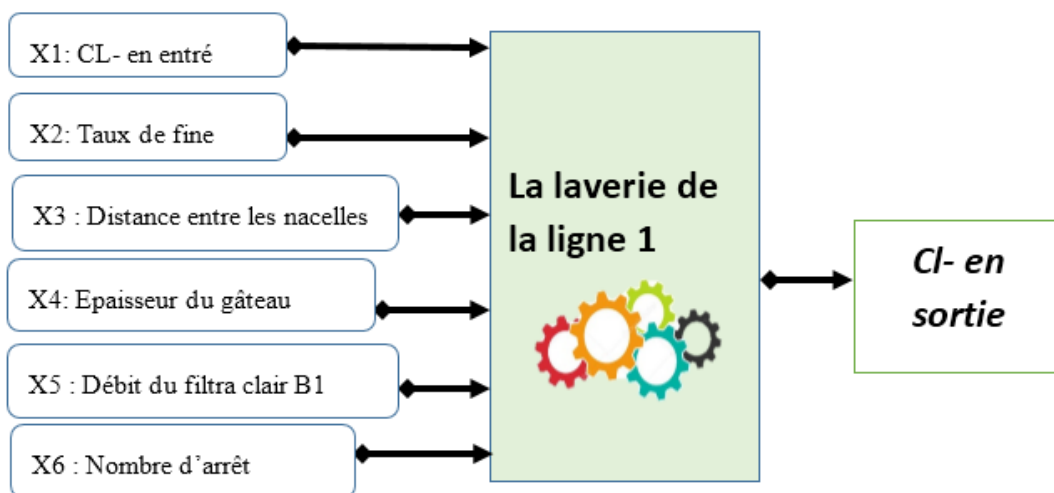 X1: CL- en entré
X2: Taux de fine
X3 : Distance entre les nacelles
X4: Epaisseur du gâteau
X5 : Débit du filtra clair B1
X6 : Nombre d’arrêt
La laverie de
la ligne 1
Cl- en
sortie